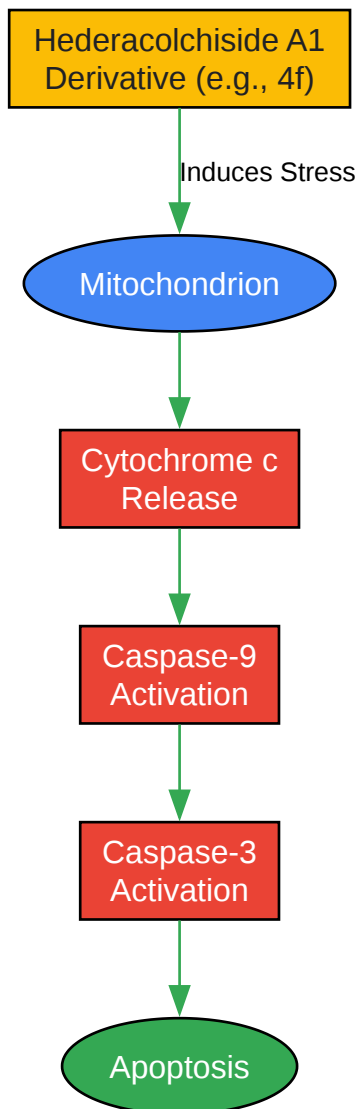 Hederacolchiside A1
Derivative (e.g., 4f)
Induces Stress
Mitochondrion
Cytochrome c
Release
Caspase-9
Activation
Caspase-3
Activation
Apoptosis